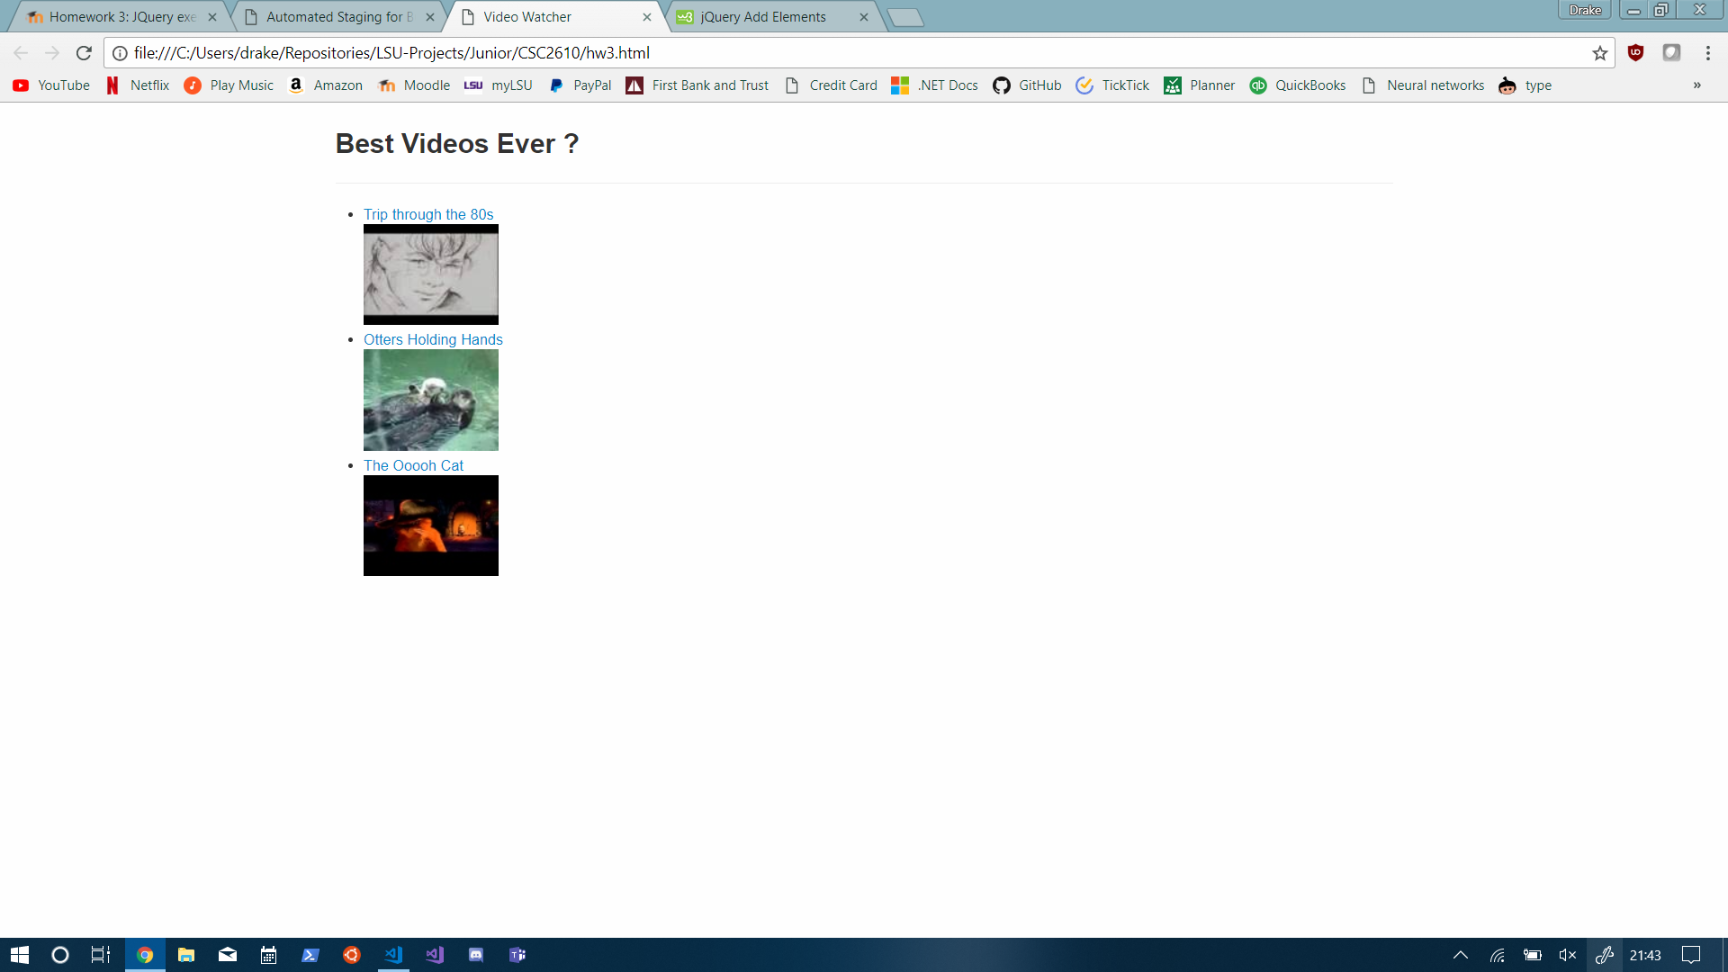 Homework 3: JQuery exe
Automated Staging for B
Video Watcher
jQuery Add Elements
Drake
file:///C:/Users/drake/Repositories/LSU-Projects/Junior/CSC2610/hw3.html
YouTube Netflix Play Music Amazon Moodle LSU myLSU PayPal First Bank and Trust Credit Card .NET Docs GitHub TickTick Planner QuickBooks Neural networks type »
Best Videos Ever ?
Trip through the 80s
Otters Holding Hands
The Ooooh Cat
21:43